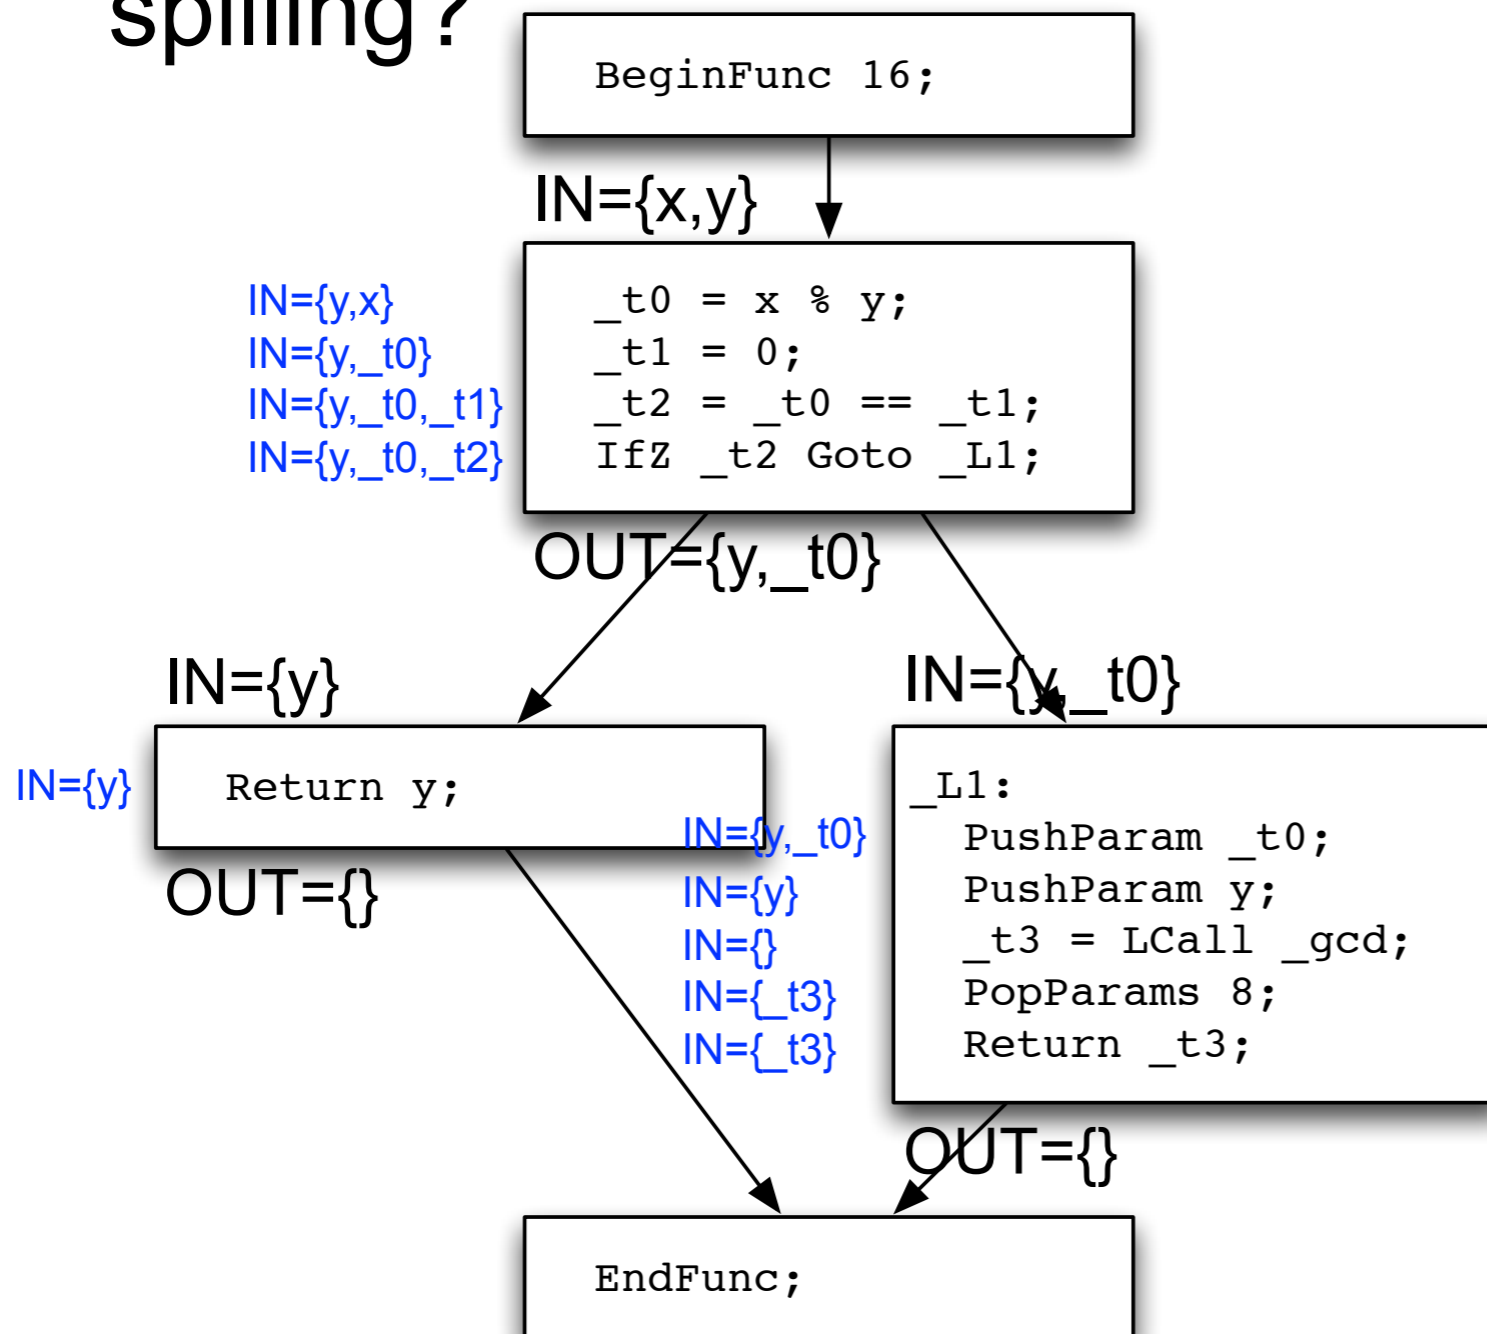 spilling?
BeginFunc 16;
IN={x,y}
IN={y,x}
_t0 = x % y;
IN={y,_t0}
_t1 = 0;
IN={y,_t0,_t1}
_t2 = _t0 == _t1;
IN={y,_t0,_t2}
IfZ _t2 Goto _L1;
OUT={y,_t0}
IN={y}
IN={y}
Return y;
OUT={}
IN={y,_t0}
_L1:
IN={y,_t0}
PushParam _t0;
IN={y}
PushParam y;
IN={}
_t3 = LCall _gcd;
IN={_t3}
PopParams 8;
IN={_t3}
Return _t3;
OUT={}
EndFunc;